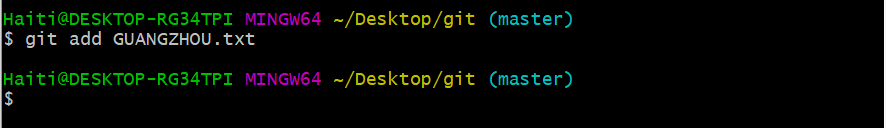 Haiti@DESKTOP-RG34TPI MINGW64 ~/Desktop/git (master)
$ git add GUANGZHOU.txt
Haiti@DESKTOP-RG34TPI MINGW64 ~/Desktop/git (master)
$